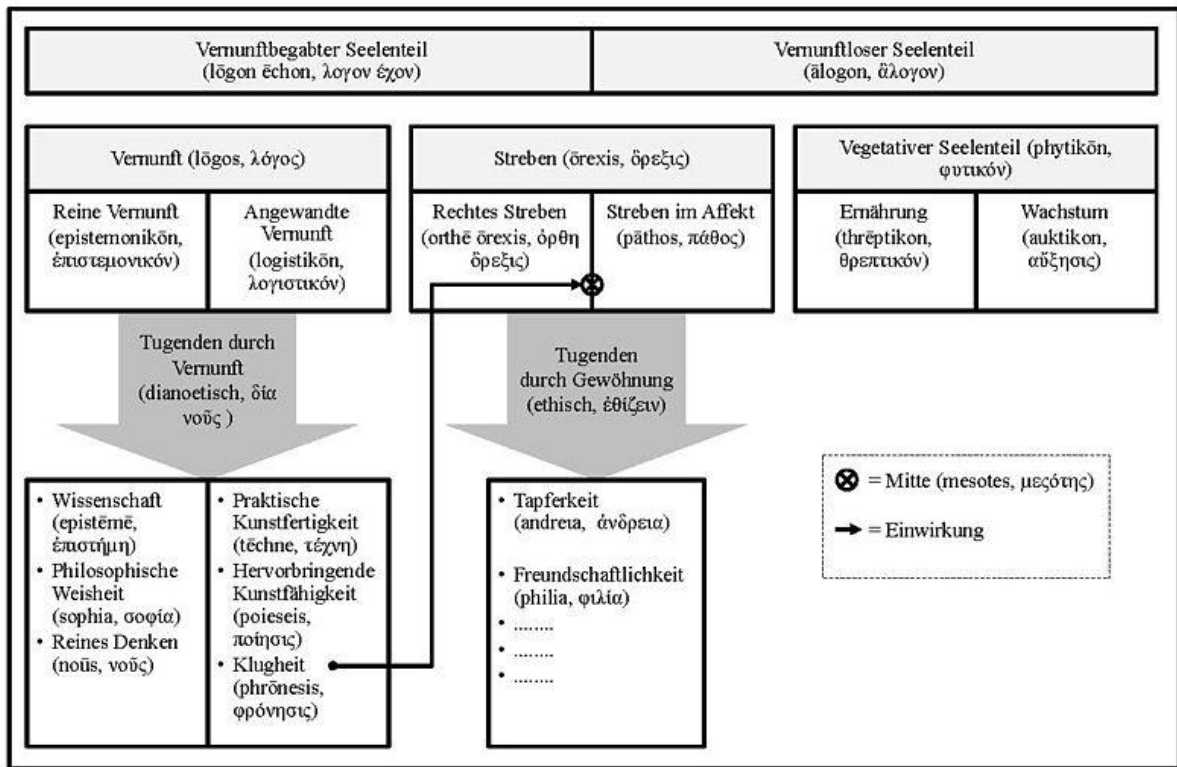 Vernunftbegabter Seelenteil
(lōgon ēchon, λογον έχον)
Vernunftloser Seelenteil
(ālogon, ἂλογον)
Vernunft (lōgos, λόγος)
Reine Vernunft
(epistemonikōn,
ἐπιστεμονικόν)
Angewandte
Vernunft
(logistikōn,
λογιστικόν)
Streben (ōrexis, ὂρεξις)
Rechtes Streben
(orthē ōrexis, ὀρθη
ὂρεξις)
Streben im Affekt
(pāthos, πάθος)
Vegetativer Seelenteil (phytikōn,
φυτικόν)
Ernährung
(thrēptikon,
θρεπτικόν)
Wachstum
(auktikon,
αὔξησις)
Tugenden durch
Vernunft
(dianoetisch, δία
νοῦς )
Tugenden
durch Gewöhnung
(ethisch, ἐθίζειν)
• Wissenschaft
(epistēmē,
ἐπιστήμη)
• Philosophische
Weisheit
(sophia, σοφία)
• Reines Denken
(noūs, νοῦς)
• Praktische
Kunstfertigkeit
(tēchne, τέχνη)
• Hervorbringende
Kunstfähigkeit
(poieseis,
ποίησις)
• Klugheit
(phrōnesis,
φρόνησις)
• Tapferkeit
(andreıa, ἀνδρεια)
• Freundschaftlichkeit
(philia, φιλία)
• ........
• ........
• ........
= Mitte (mesotes, μεςότης)
= Einwirkung